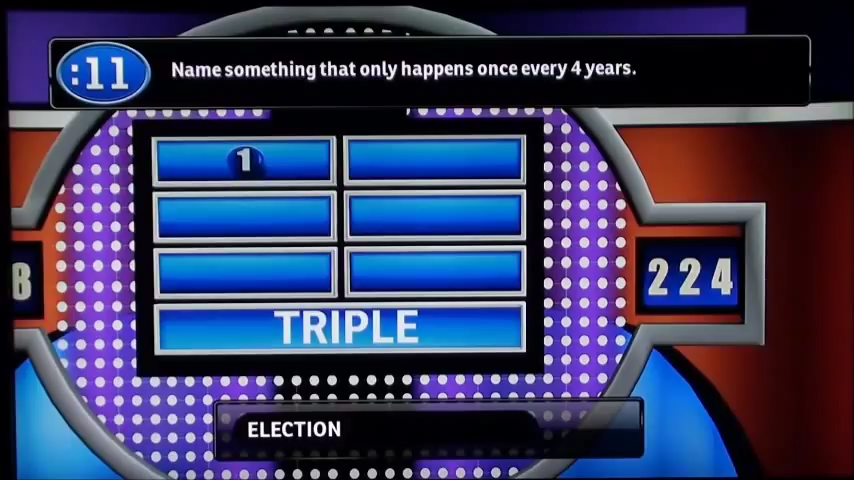 :11
Name something that only happens once every 4 years.
1
224
TRIPLE
ELECTION